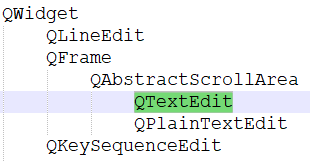 QWidget
QLineEdit
QFrame
QAbstractScrollArea
QTextEdit
QPlainTextEdit
QKeySequenceEdit